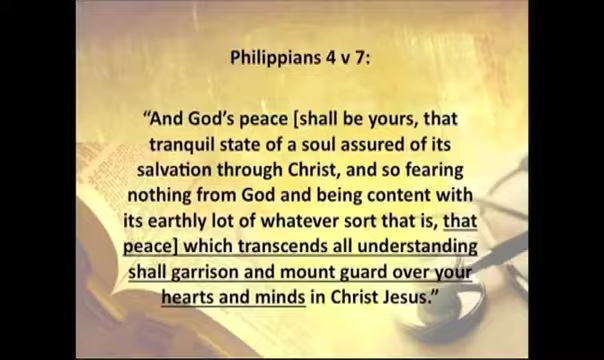 Philippians 4 v 7:
“And God’s peace [shall be yours, that
tranquil state of a soul assured of its
salvation through Christ, and so fearing
nothing from God and being content with
its earthly lot of whatever sort that is, that
peace] which transcends all understanding
shall garrison and mount guard over your
hearts and minds in Christ Jesus.”